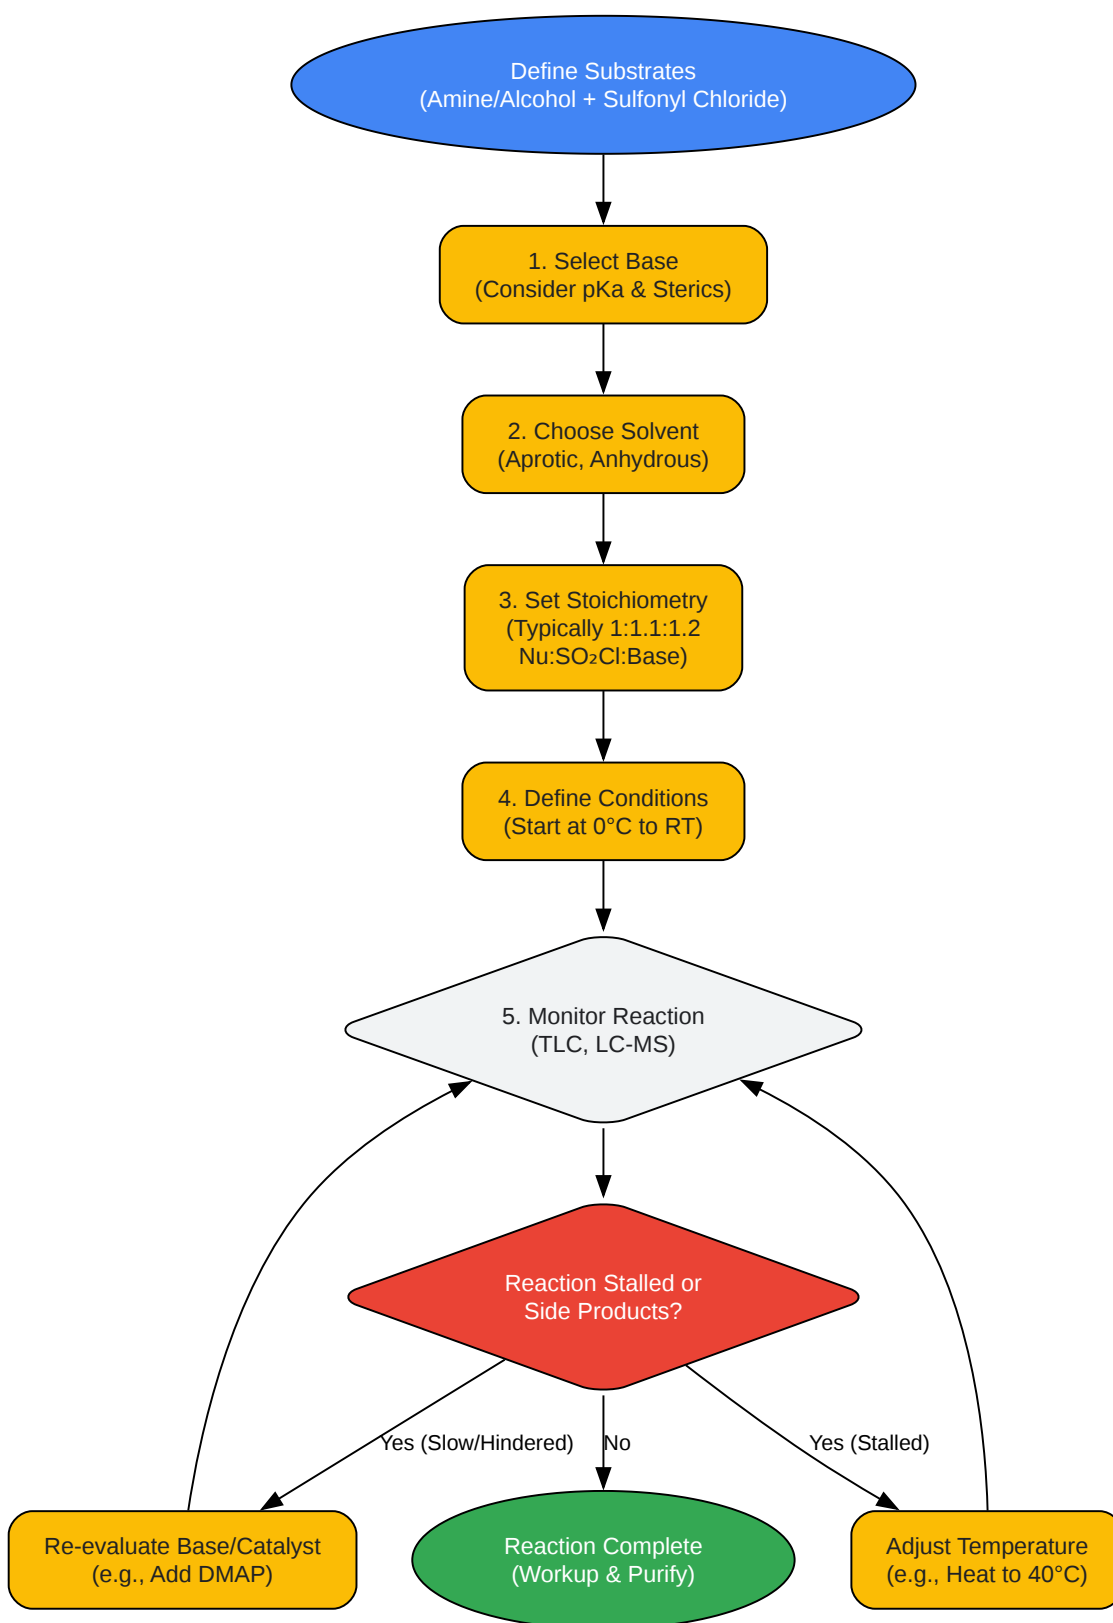 Define Substrates
(Amine/Alcohol + Sulfonyl Chloride)
1. Select Base
(Consider pKa & Sterics)
2. Choose Solvent
(Aprotic, Anhydrous)
3. Set Stoichiometry
(Typically 1:1.1:1.2
Nu:SO₂Cl:Base)
4. Define Conditions
(Start at 0°C to RT)
5. Monitor Reaction
(TLC, LC-MS)
Reaction Stalled or
Side Products?
Yes (Slow/Hindered)
No
Yes (Stalled)
Re-evaluate Base/Catalyst
(e.g., Add DMAP)
Reaction Complete
(Workup & Purify)
Adjust Temperature
(e.g., Heat to 40°C)